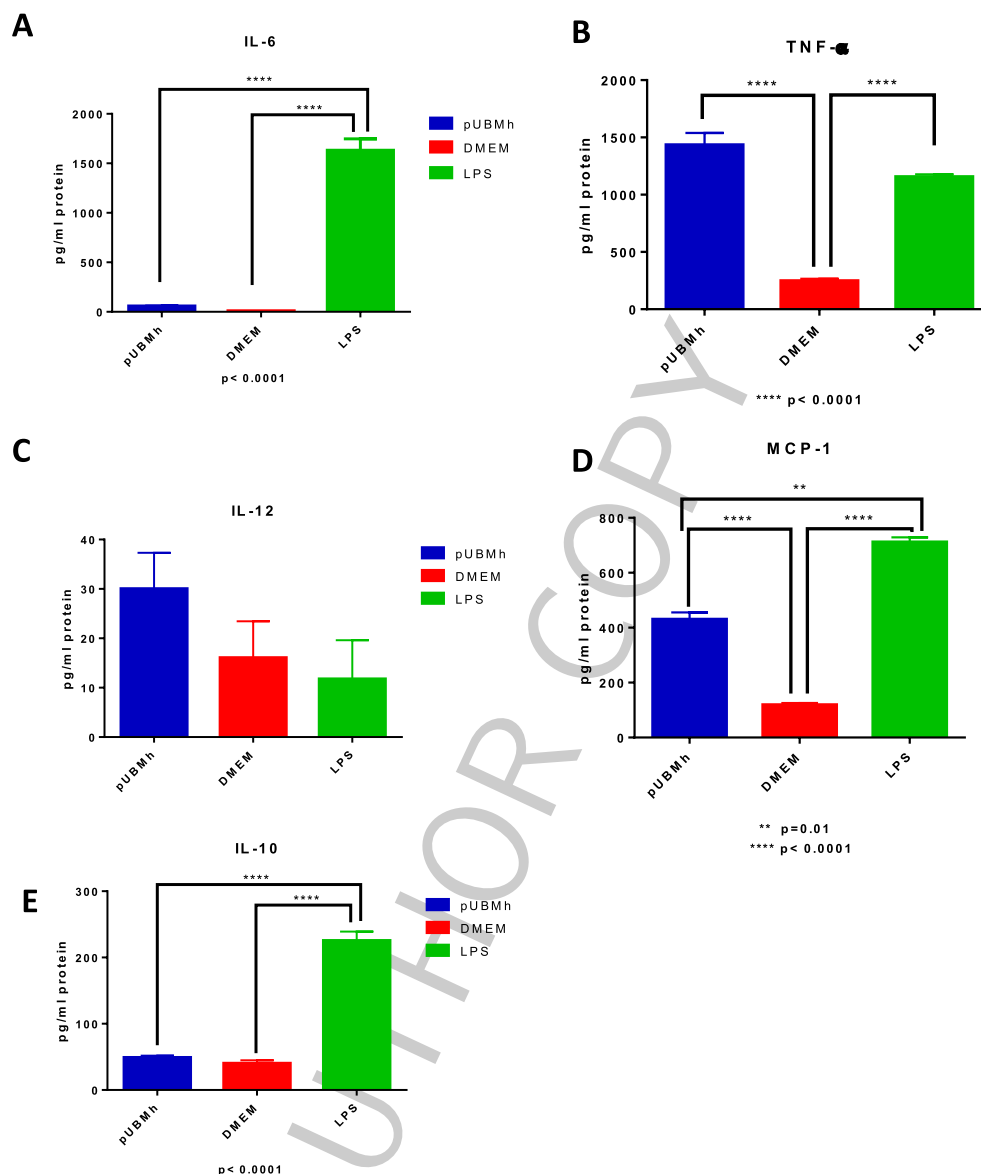 A
IL-6
****
****
2000
1500
1000
500
0
pg/ml protein
pUBMh
DMEM
LPS
p< 0.0001
pUBMh
DMEM
LPS
B
TNF-α
****
****
2000
1500
1000
500
0
pg/ml protein
pUBMh
DMEM
LPS
**** p< 0.0001
C
IL-12
40
30
20
10
0
pg/ml protein
pUBMh
DMEM
LPS
pUBMh
DMEM
LPS
D
MCP-1
**
****
****
800
600
400
200
0
pg/ml protein
pUBMh
DMEM
LPS
** p=0.01
**** p< 0.0001
E
IL-10
****
****
300
200
100
0
pg/ml protein
pUBMh
DMEM
LPS
p< 0.0001
pUBMh
DMEM
LPS
UTHOR COPY